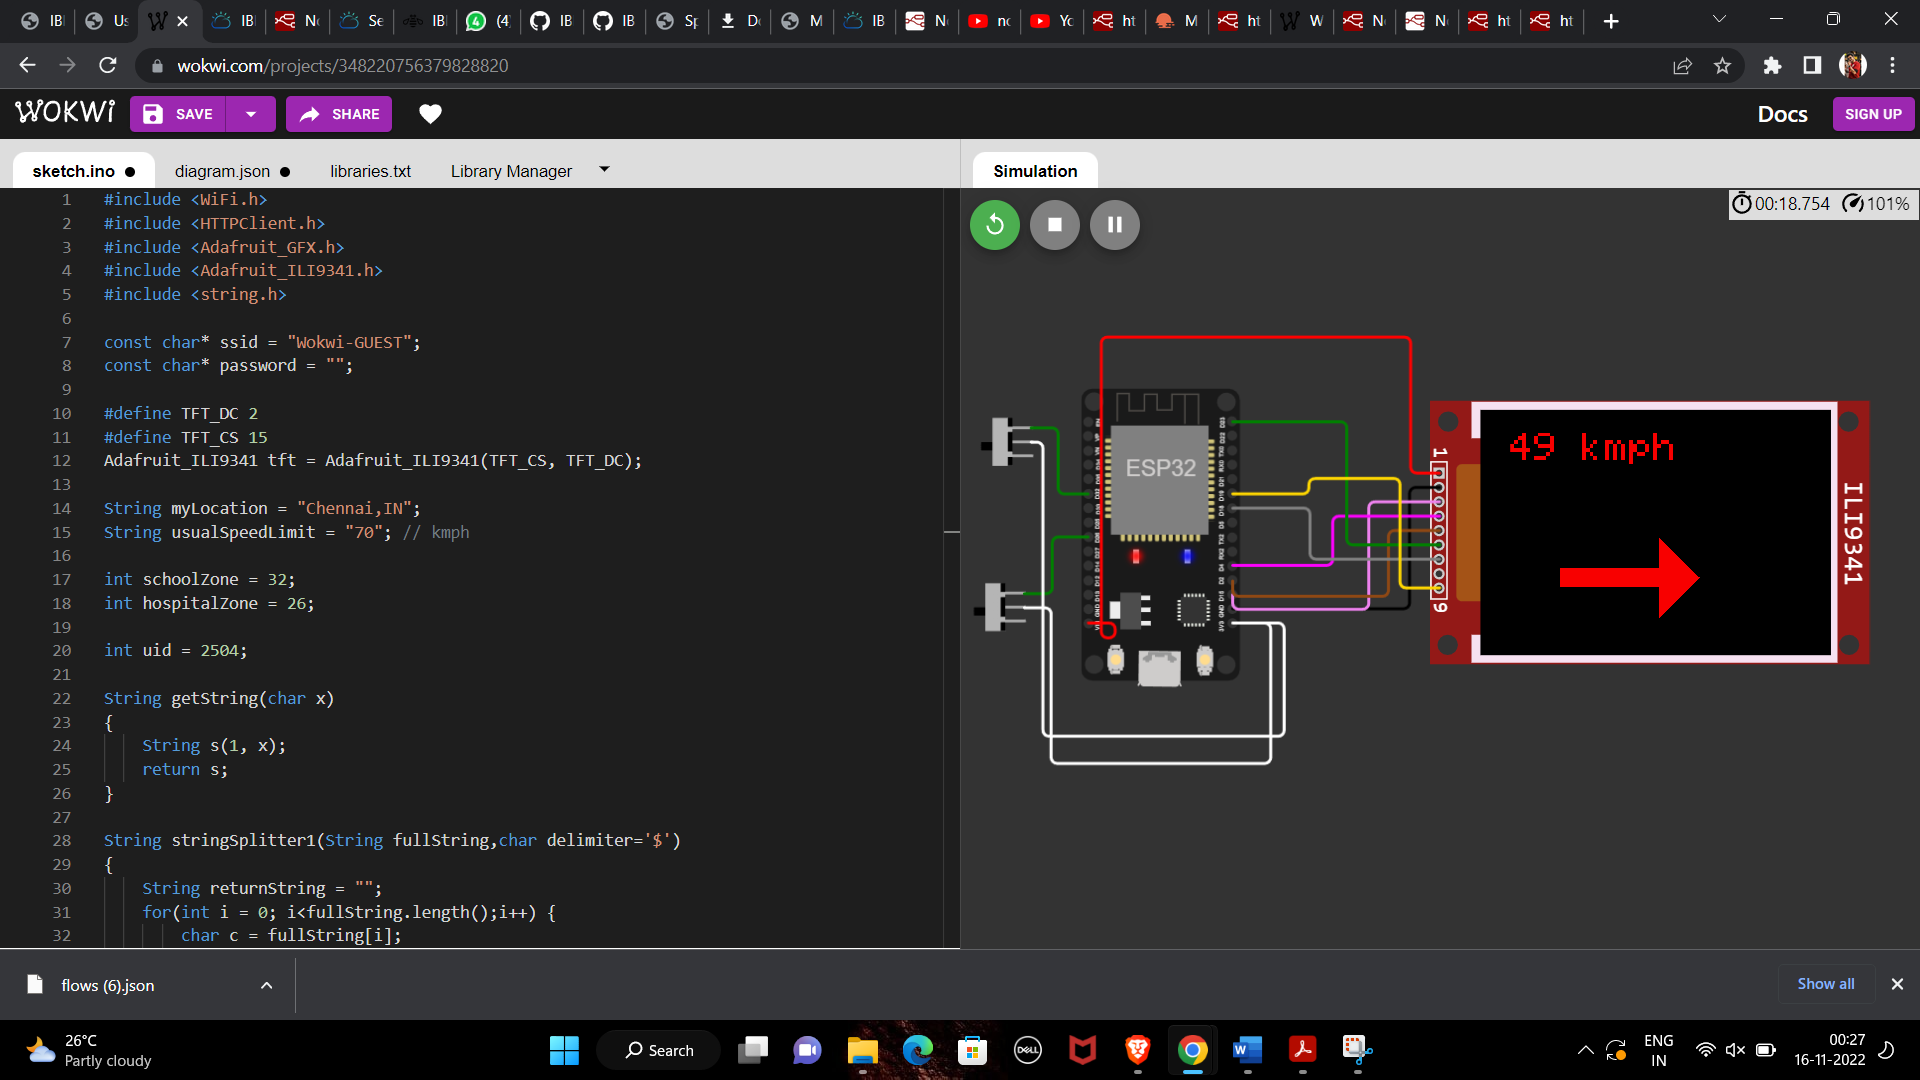 IB
Us
IB
No
Se
IB
(4)
IB
IB
Sp
Do
M
IB
No
no
Yo
ht
M
ht
W
No
No
ht
ht
wokwi.com/projects/348220756379828820
WOKWi
SAVE
SHARE
Docs
SIGN UP
sketch.ino
diagram.json
libraries.txt
Library Manager
Simulation
00:18.754
101%
1 #include <WiFi.h>
2 #include <HTTPClient.h>
3 #include <Adafruit_GFX.h>
4 #include <Adafruit_ILI9341.h>
5 #include <string.h>
6
7 const char* ssid = "Wokwi-GUEST";
8 const char* password = "";
9
10 #define TFT_DC 2
11 #define TFT_CS 15
12 Adafruit_ILI9341 tft = Adafruit_ILI9341(TFT_CS, TFT_DC);
13
14 String myLocation = "Chennai,IN";
15 String usualSpeedLimit = "70"; // kmph
16
17 int schoolZone = 32;
18 int hospitalZone = 26;
19
20 int uid = 2504;
21
22 String getString(char x)
23 {
24 String s(1, x);
25 return s;
26 }
27
28 String stringSplitter1(String fullString,char delimiter='$')
29 {
30 String returnString = "";
31 for(int i = 0; i<fullString.length();i++) {
32 char c = fullString[i];
ESP32
49 kmph
1
9
ILI9341
flows (6).json
Show all
26°C
Partly cloudy
Search
DELL
ENG
IN
00:27
16-11-2022